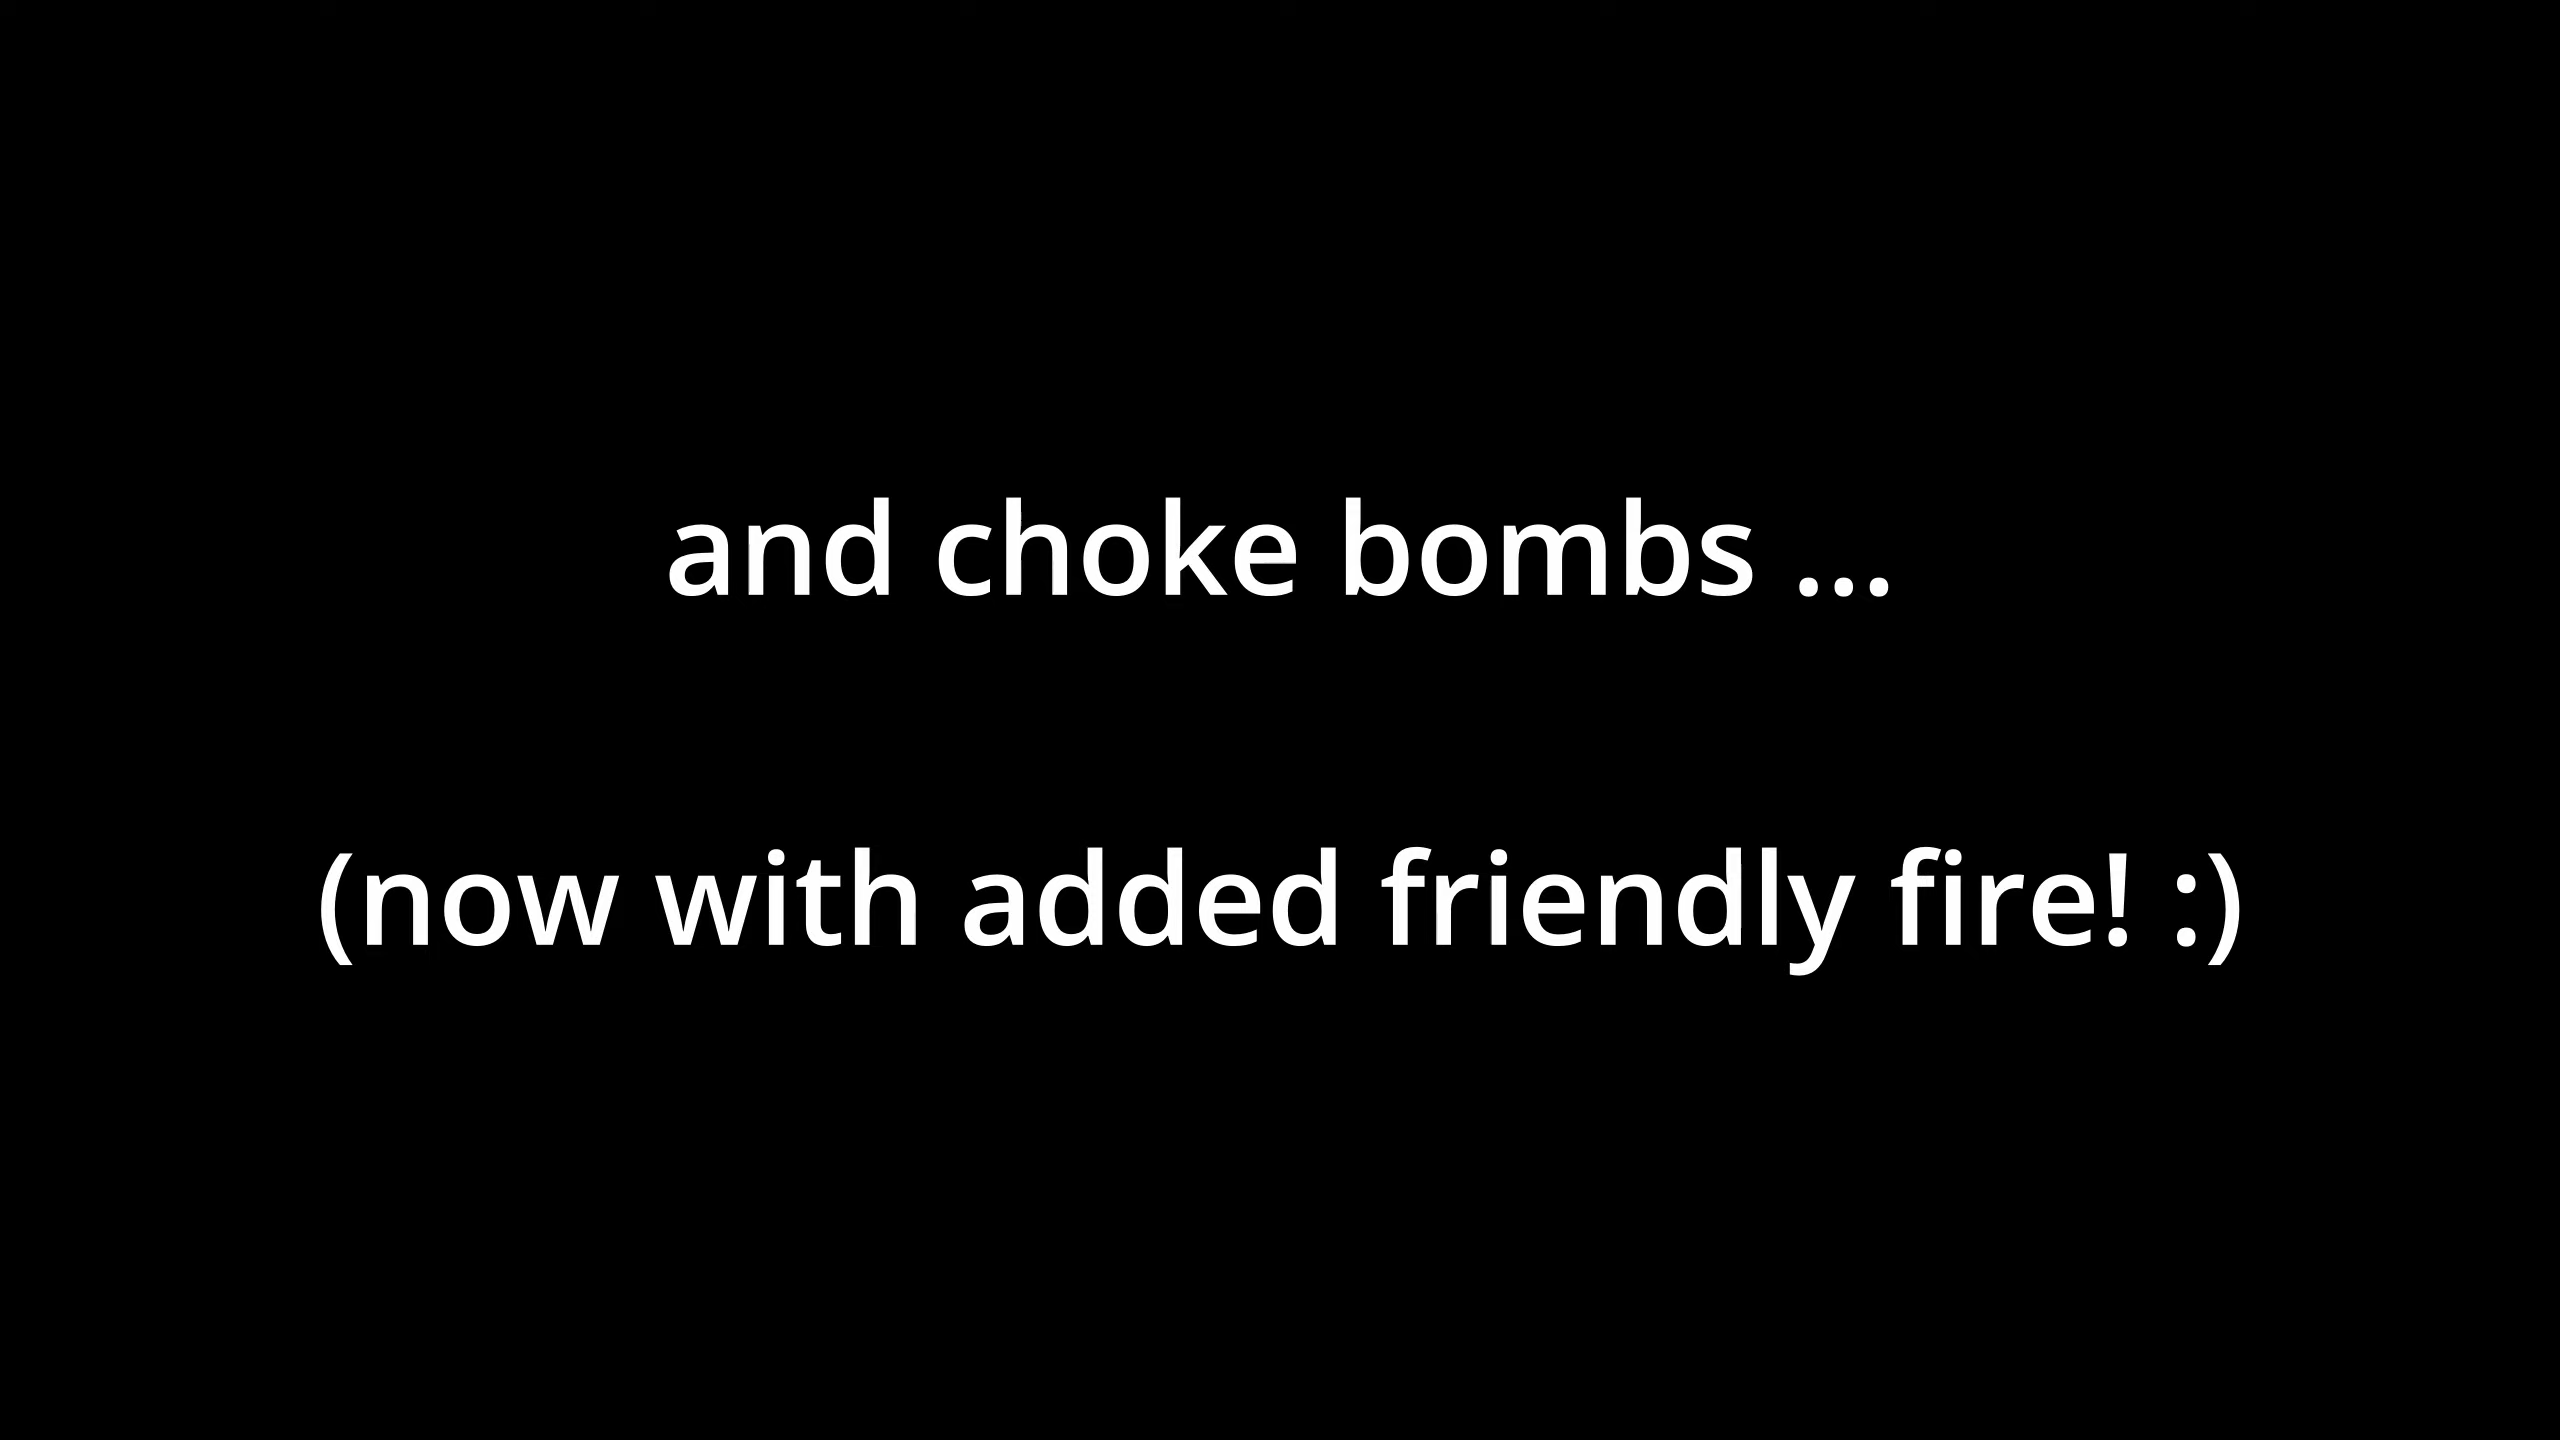 and choke bombs ...
(now with added friendly fire! :)